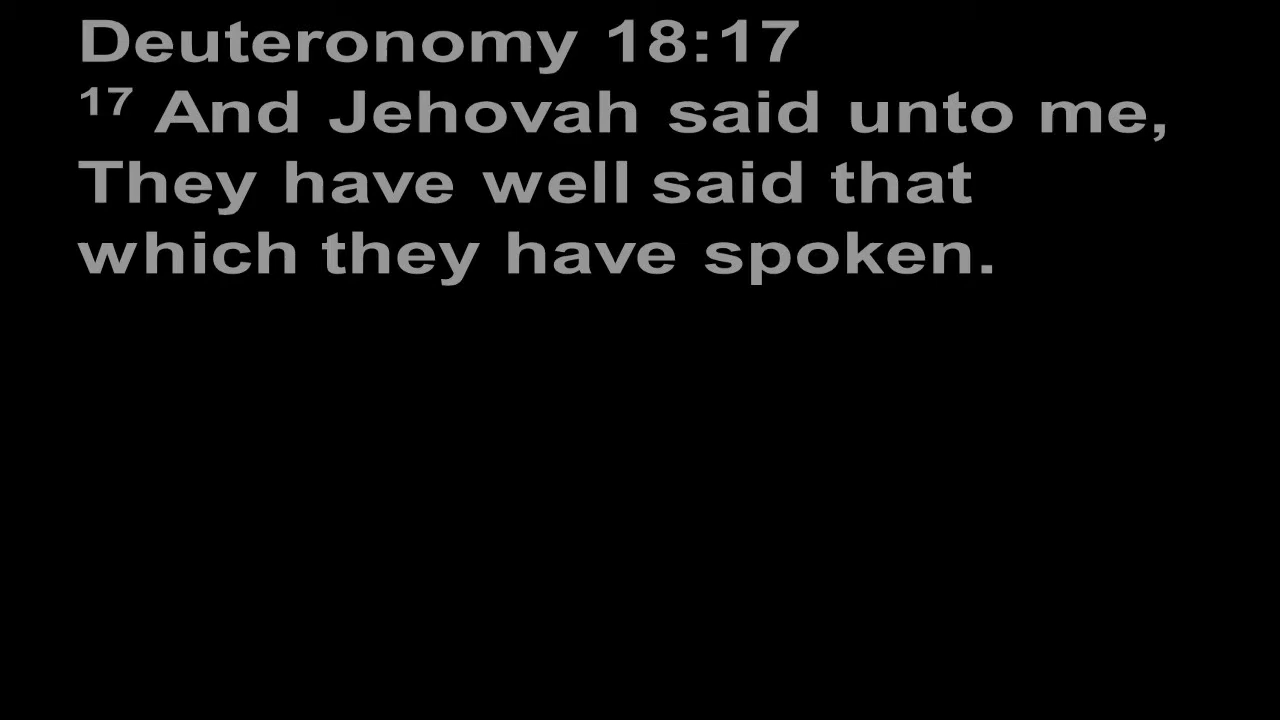 Deuteronomy 18:17
17 And Jehovah said unto me,
They have well said that
which they have spoken.